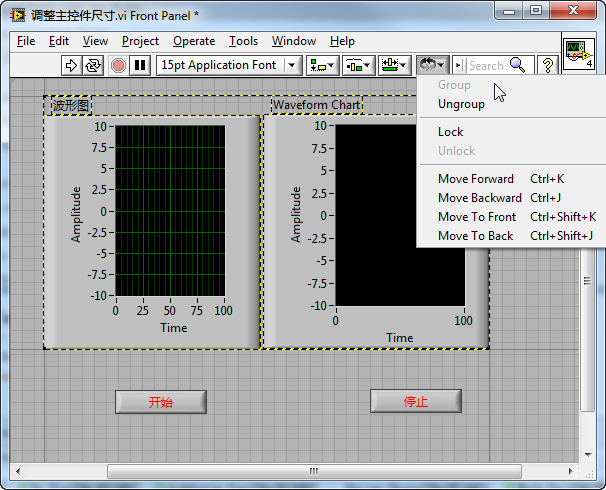 调整主控件尺寸.vi Front Panel *
File Edit View Project Operate Tools Window Help
15pt Application Font Search ? 4
Group
Ungroup
Lock
Unlock
Move Forward Ctrl+K
Move Backward Ctrl+J
Move To Front Ctrl+Shift+K
Move To Back Ctrl+Shift+J
波形图
10
7.5
5
2.5
0
-2.5
-5
-7.5
-10
Amplitude
0 25 50 75 100
Time
Waveform Chart
10
7.5
5
2.5
0
-2.5
-5
-7.5
-10
Amplitude
0 100
Time
开始
停止